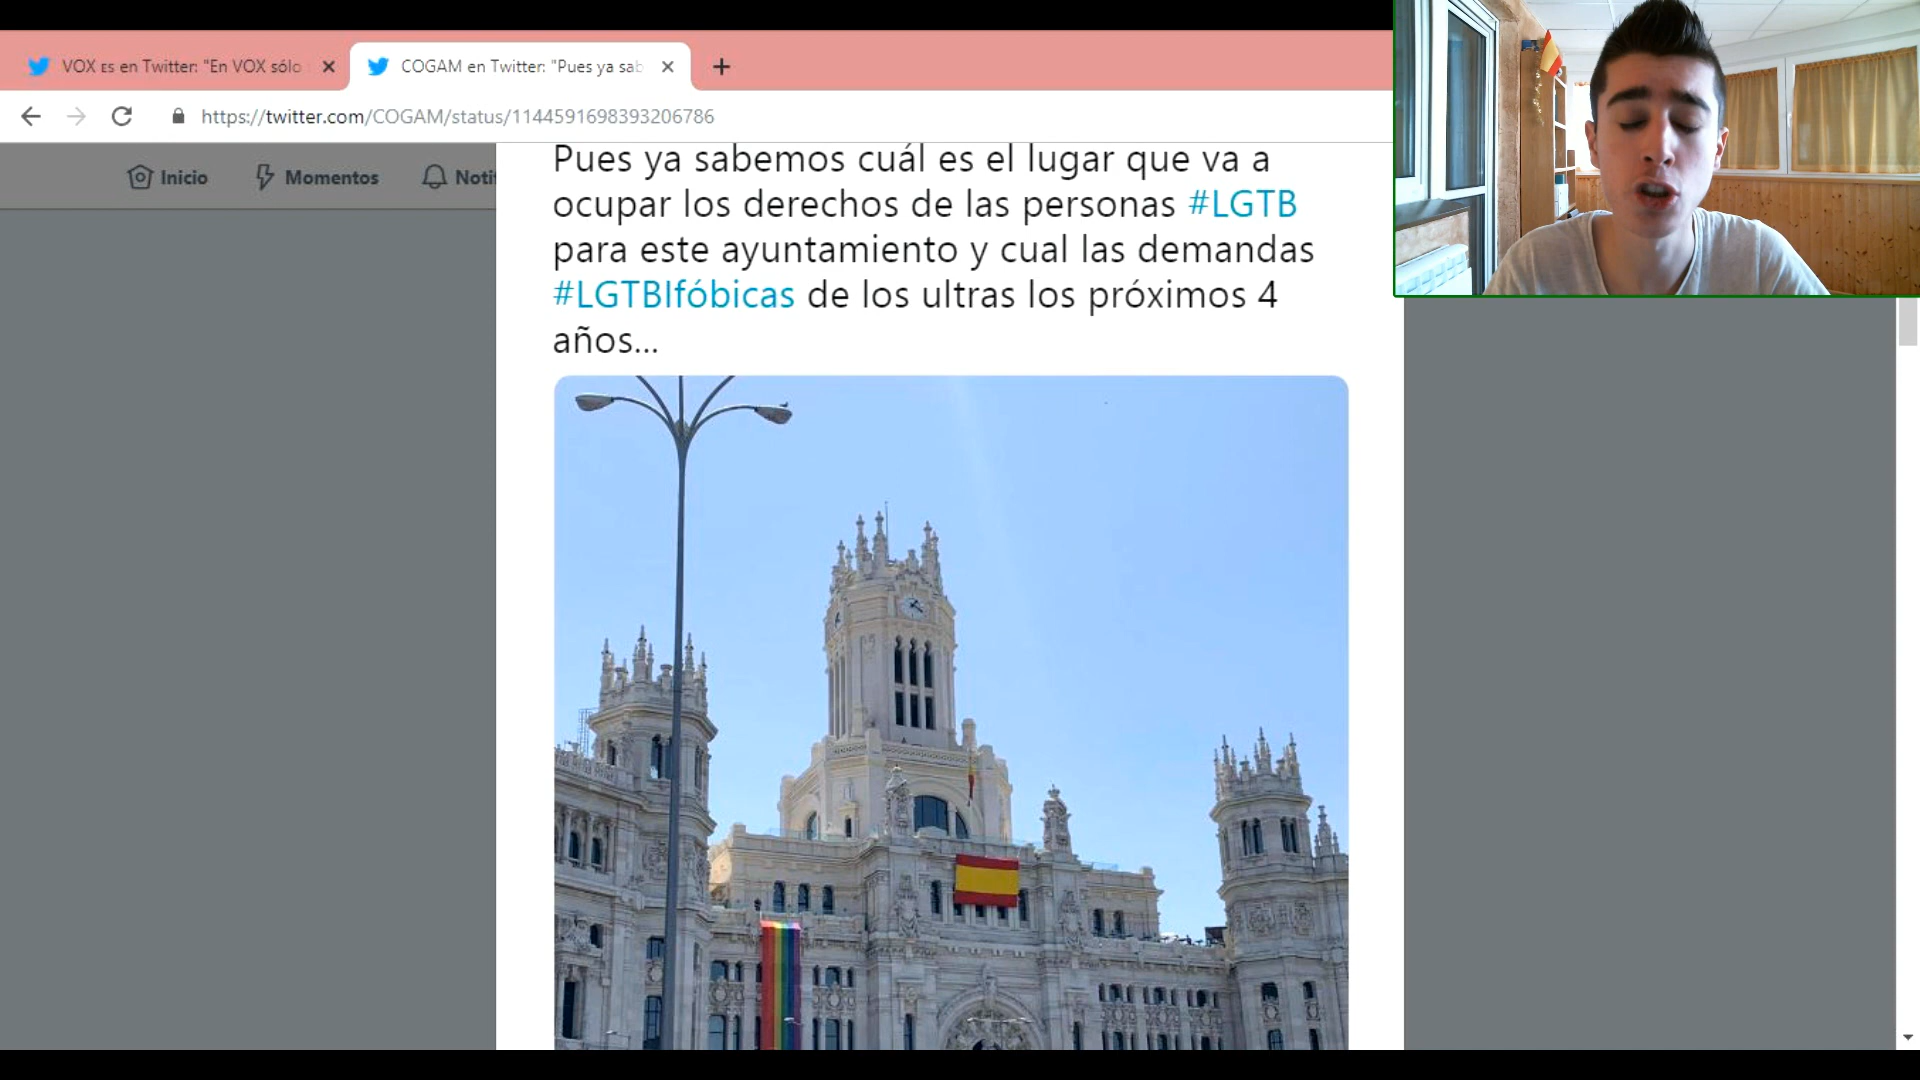 VOX ES en Twitter: "En VOX sólo
COGAM en Twitter: "Pues ya sab
https://twitter.com/COGAM/status/1144591698393206786
Inicio
Momentos
Noti
Pues ya sabemos cuál es el lugar que va a
ocupar los derechos de las personas #LGTB
para este ayuntamiento y cual las demandas
#LGTBIfóbicas de los ultras los próximos 4
años...